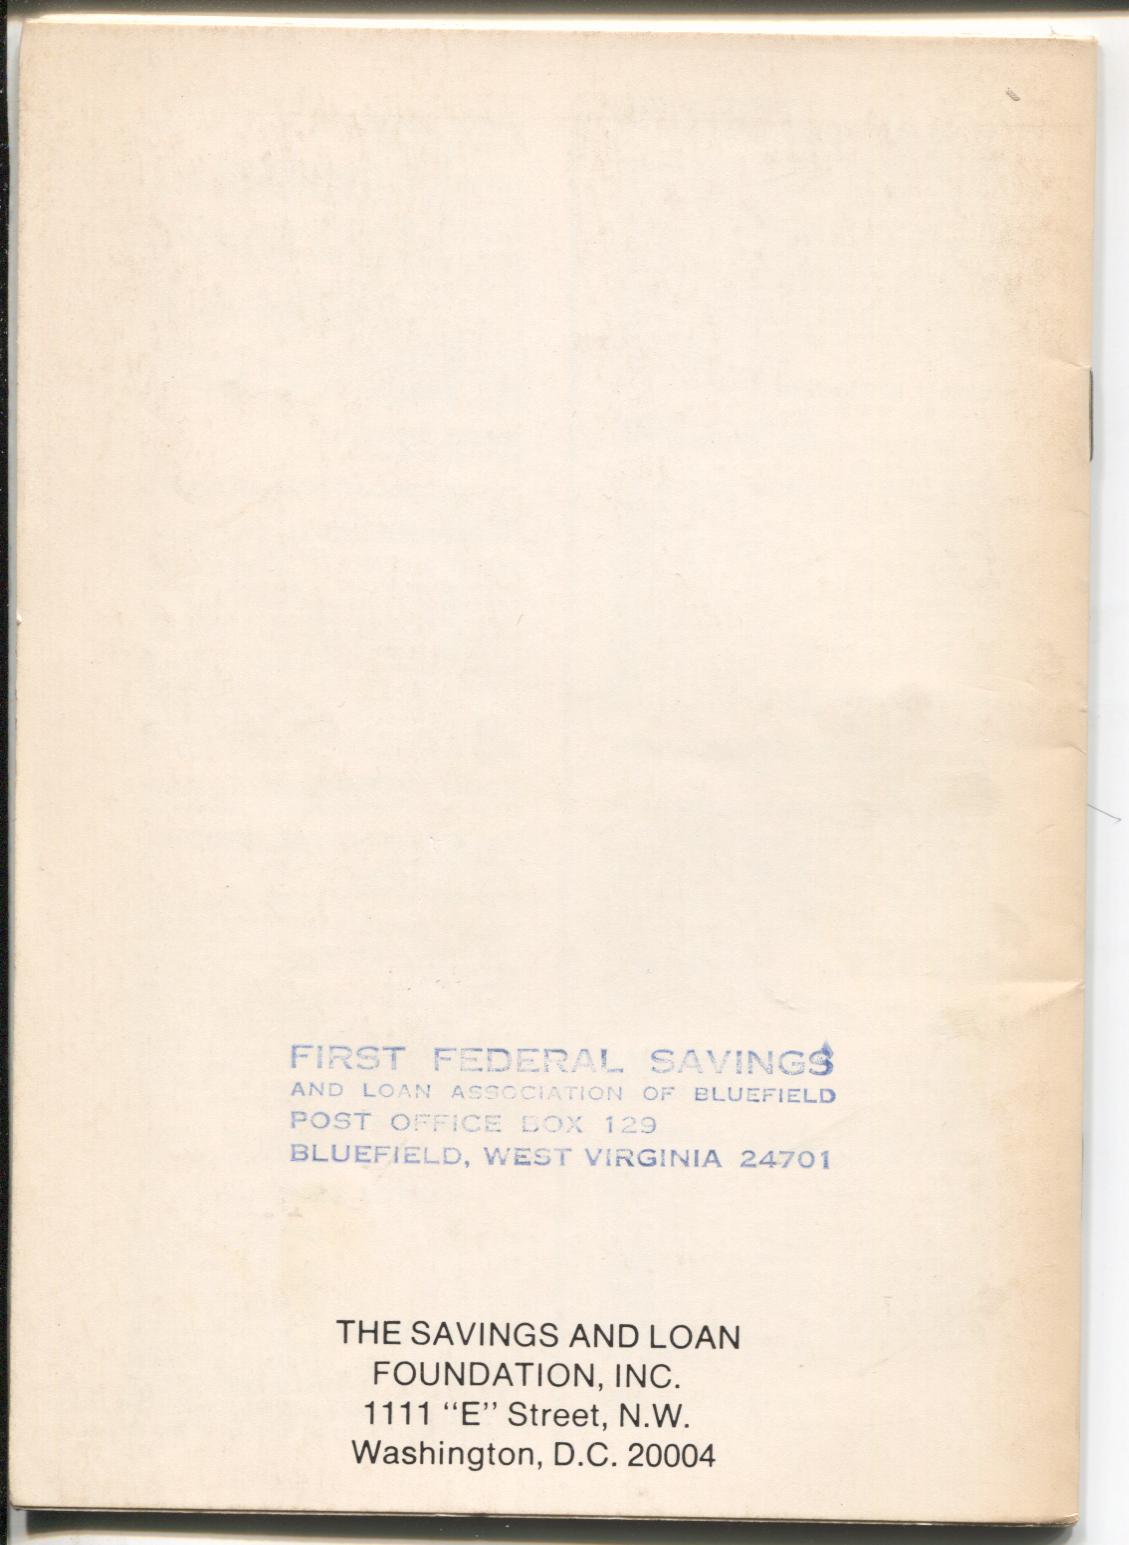 FIRST FEDERAL SAVINGS
AND LOAN ASSOCIATION OF BLUEFIELD
POST OFFICE BOX 129
BLUEFIELD, WEST VIRGINIA 24701
THE SAVINGS AND LOAN
FOUNDATION, INC.
1111 “E” Street, N.W.
Washington, D.C. 20004